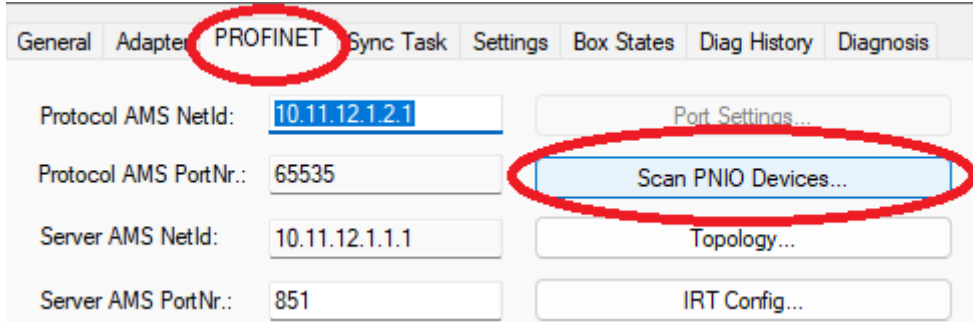 General Adapter PROFINET Sync Task Settings Box States Diag History Diagnosis
Protocol AMS NetId: 10.11.12.1.2.1 Port Settings...
Protocol AMS PortNr.: 65535 Scan PNIO Devices...
Server AMS NetId: 10.11.12.1.1.1 Topology...
Server AMS PortNr.: 851 IRT Config...